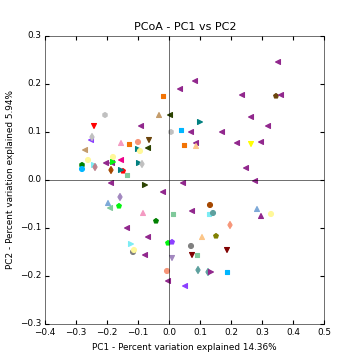 PCoA - PC1 vs PC2
PC2 - Percent variation explained 5.94%
0.3
0.2
0.1
0.0
−0.1
−0.2
−0.3
−0.4 −0.3 −0.2 −0.1 0.0 0.1 0.2 0.3 0.4 0.5
PC1 - Percent variation explained 14.36%